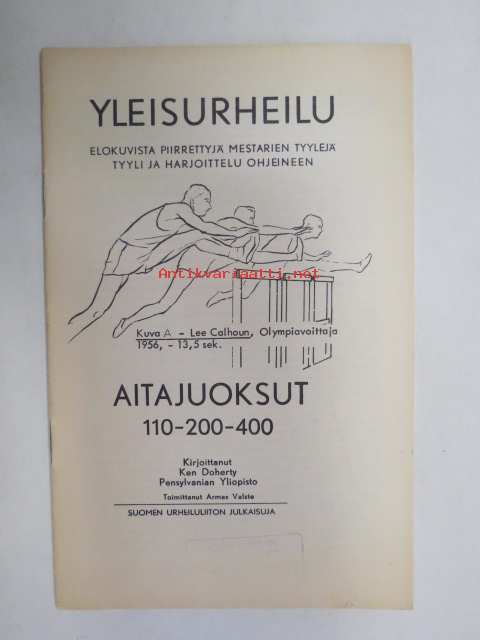 YLEISURHEILU
ELOKUVISTA PIIRRETTYJÄ MESTARIEN TYYLEJÄ
TYYLI JA HARJOITTELU OHJEINEEN
Antikvariaatti.net
Kuva A – Lee Calhoun, Olympiavoittaja
1956, – 13,5 sek.
AITAJUOKSUT
110-200-400
Kirjoittanut
Ken Doherty
Pensylvanian Yliopisto
Toimittanut Armas Valste
SUOMEN URHEILULIITON JULKAISUJA